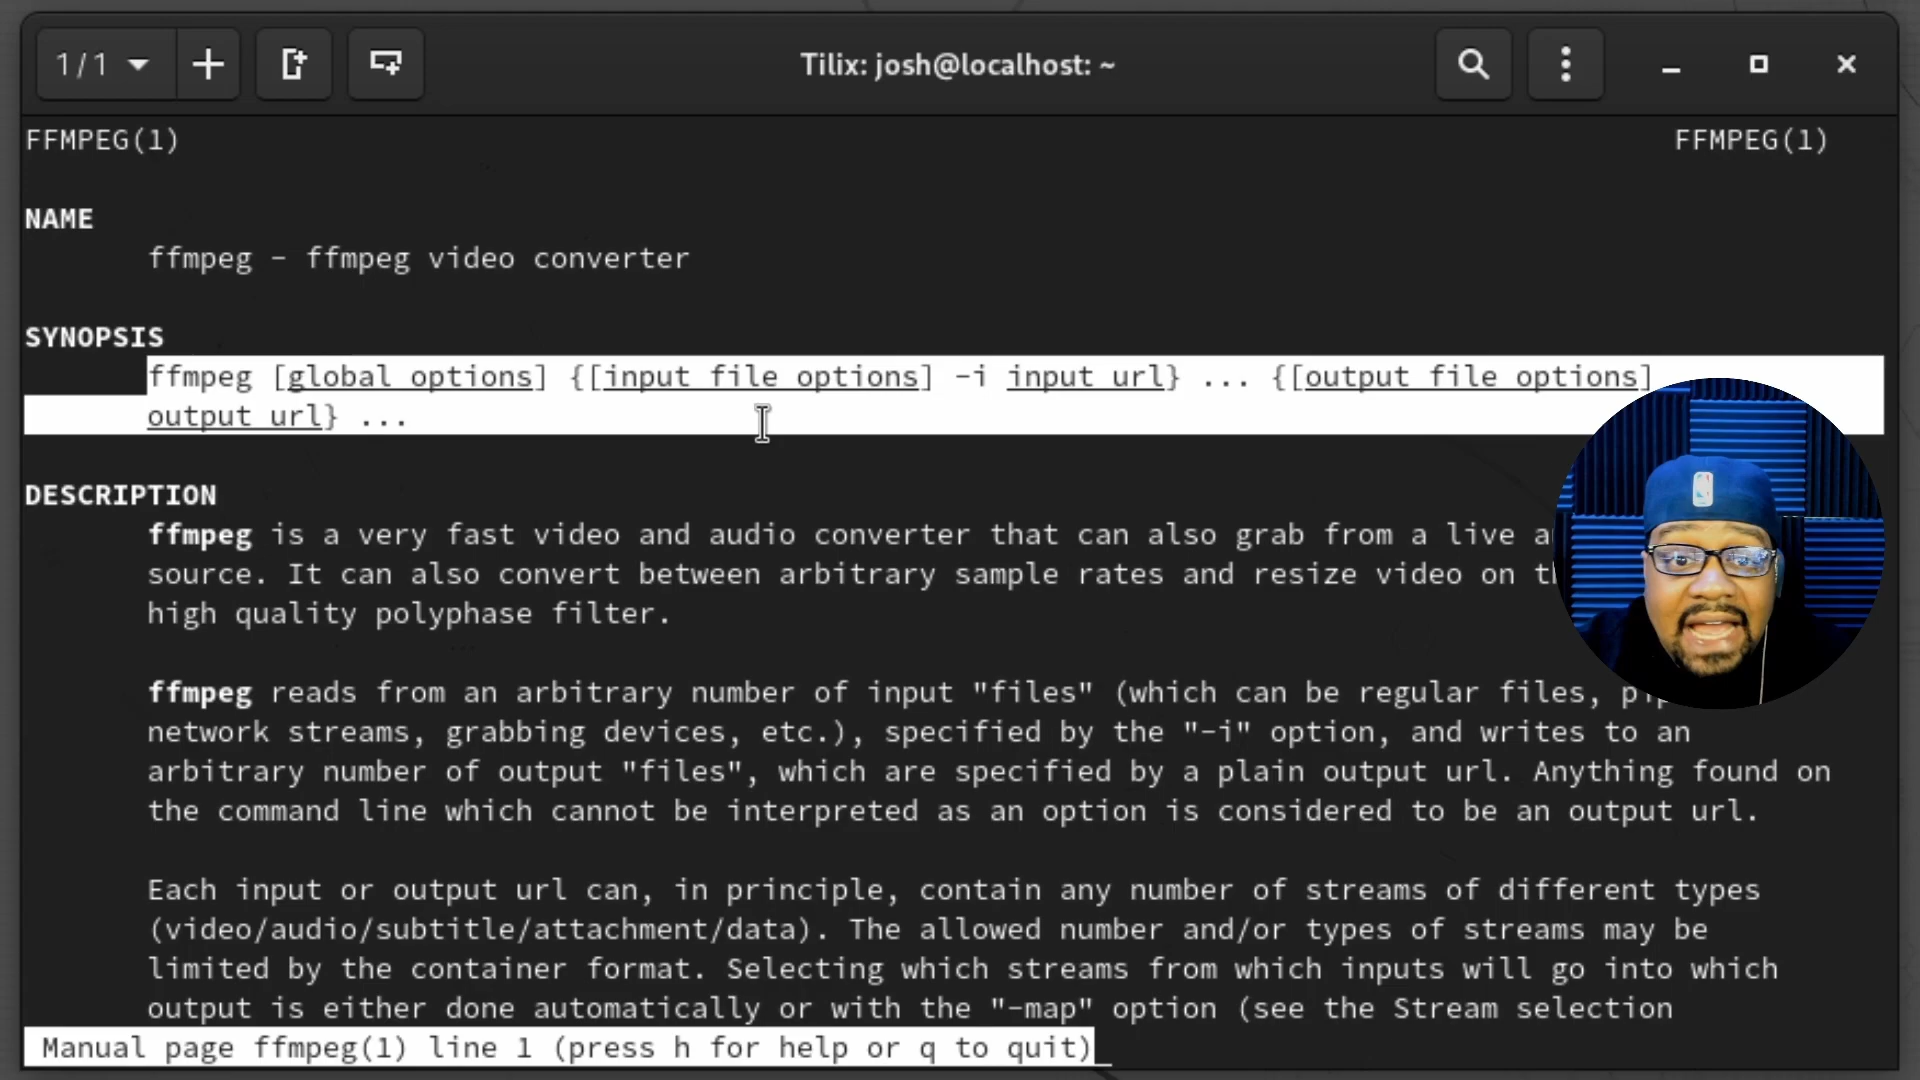 1/1
Tilix: josh@localhost: ~
FFMPEG(1) FFMPEG(1)
NAME
ffmpeg - ffmpeg video converter
SYNOPSIS
ffmpeg [global options] {[input file options] -i input url} ... {[output file options]
output url} ...
DESCRIPTION
ffmpeg is a very fast video and audio converter that can also grab from a live
source. It can also convert between arbitrary sample rates and resize video on
high quality polyphase filter.
ffmpeg reads from an arbitrary number of input "files" (which can be regular files,
network streams, grabbing devices, etc.), specified by the "-i" option, and writes to an
arbitrary number of output "files", which are specified by a plain output url. Anything found on
the command line which cannot be interpreted as an option is considered to be an output url.
Each input or output url can, in principle, contain any number of streams of different types
(video/audio/subtitle/attachment/data). The allowed number and/or types of streams may be
limited by the container format. Selecting which streams from which inputs will go into which
output is either done automatically or with the "-map" option (see the Stream selection
Manual page ffmpeg(1) line 1 (press h for help or q to quit)